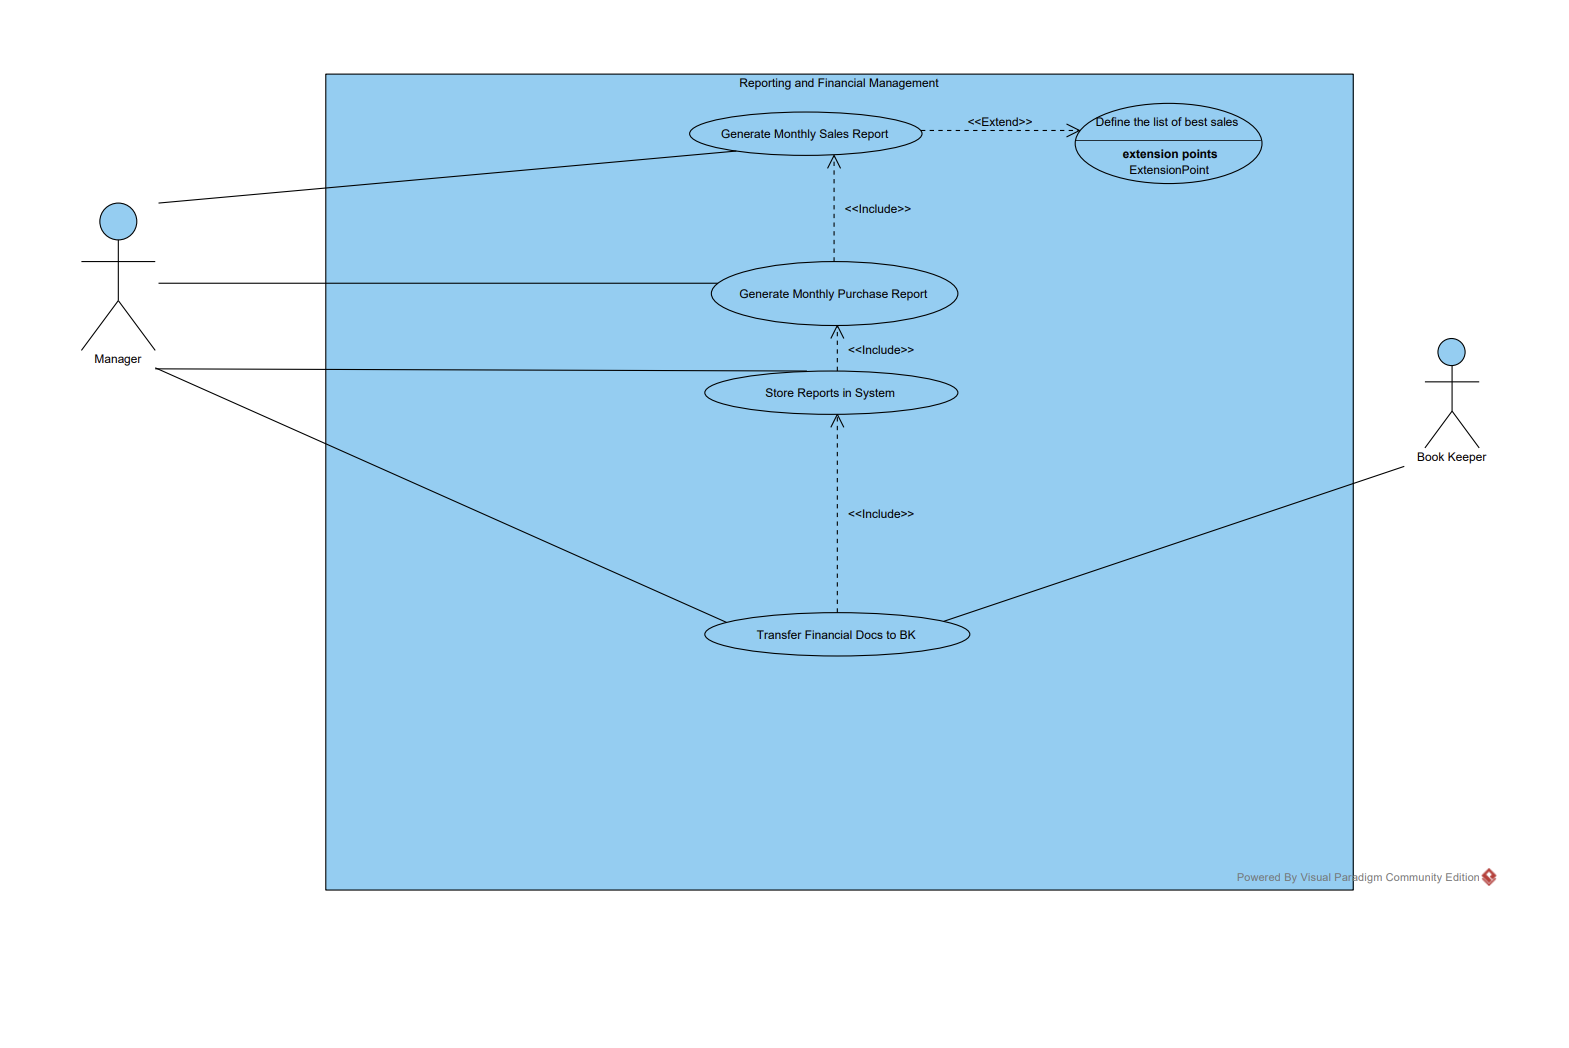 Reporting and Financial Management
Generate Monthly Sales Report
<<Extend>>
Define the list of best sales
extension points
ExtensionPoint
<<Include>>
Generate Monthly Purchase Report
<<Include>>
Manager
Store Reports in System
Book Keeper
<<Include>>
Transfer Financial Docs to BK
Powered By Visual Paradigm Community Edition